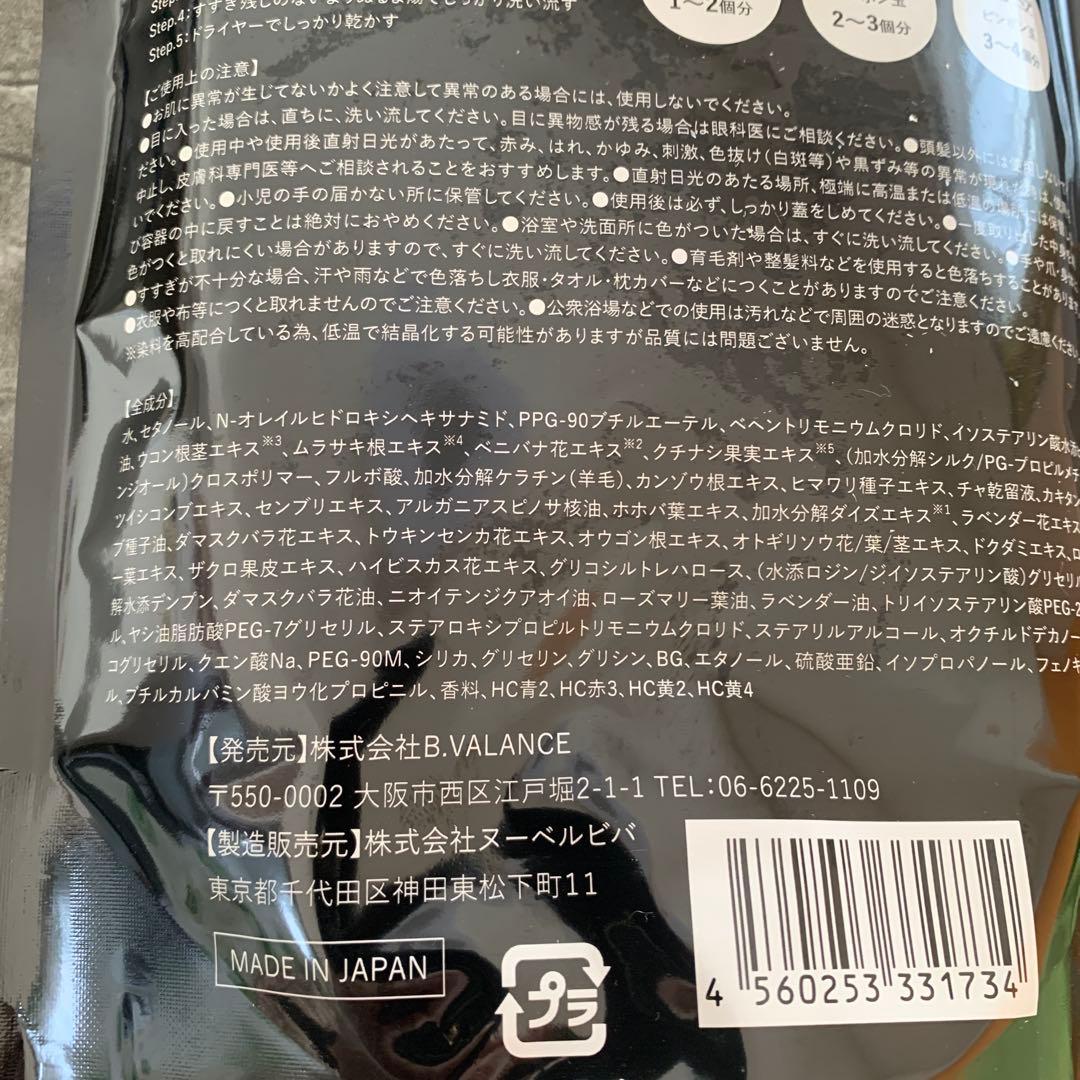 Step.5：ドライヤーでしっかり乾かす
1〜2個分
2〜3個分
ピンポン玉
3〜4個分
【ご使用上の注意】
●お肌に異常が生じてないかよく注意して異常のある場合には、使用しないでください。
●目に入った場合は、直ちに、洗い流してください。目に異物感が残る場合は眼科医にご相談ください。●頭髪以外には使用しないで
ださい。●使用中や使用後直射日光があたって、赤み、はれ、かゆみ、刺激、色抜け(白斑等)や黒ずみ等の異常が現れた時は、使用
中止し、皮膚科専門医等へご相談されることをおすすめします。●直射日光のあたる場所、極端に高温または低温の場所には保管
いでください。●小児の手の届かない所に保管してください。●使用後は必ず、しっかり蓋をしめてください。●一度取り出した中身
び容器の中に戻すことは絶対におやめください。●浴室や洗面所に色がついた場合は、すぐに洗い流してください。●手や爪・
色がつくと取れにくい場合がありますので、すぐに洗い流してください。●育毛剤や整髪料などを使用すると色落ちすることがあります
●すすぎが不十分な場合、汗や雨などで色落ちし衣服・タオル・枕カバーなどにつくことがありますのでご注意ください。
●衣服や布等につくと取れませんのでご注意ください。●公衆浴場などでの使用は汚れなどで周囲の迷惑となりますのでご遠慮くださ
※染料を高配合している為、低温で結晶化する可能性がありますが品質には問題ございません。
【全成分】
水、セタノール、N-オレイルヒドロキシヘキサナミド、PPG-90ブチルエーテル、ベヘントリモニウムクロリド、イソステアリン酸水添
油、ウコン根茎エキス※3、ムラサキ根エキス※4、ベニバナ花エキス※2、クチナシ果実エキス※5、(加水分解シルク/PG-プロピルメチ
ンジオール)クロスポリマー、フルボ酸、加水分解ケラチン(羊毛)、カンゾウ根エキス、ヒマワリ種子エキス、チャ乾留液、カキタン
ツイシコンブエキス、センブリエキス、アルガニアスピノサ核油、ホホバ葉エキス、加水分解ダイズエキス※1、ラベンダー花エキス
ブ種子油、ダマスクバラ花エキス、トウキンセンカ花エキス、オウゴン根エキス、オトギリソウ花/葉/茎エキス、ドクダミエキス、ロ
ー葉エキス、ザクロ果皮エキス、ハイビスカス花エキス、グリコシルトレハロース、(水添ロジン/ジイソステアリン酸)グリセリル
解水添デンプン、ダマスクバラ花油、ニオイテンジクアオイ油、ローズマリー葉油、ラベンダー油、トリイソステアリン酸PEG-2
ル、ヤシ油脂肪酸PEG-7グリセリル、ステアロキシプロピルトリモニウムクロリド、ステアリルアルコール、オクチルドデカノー
コグリセリル、クエン酸Na、PEG-90M、シリカ、グリセリン、グリシン、BG、エタノール、硫酸亜鉛、イソプロパノール、フェノキ
ル、ブチルカルバミン酸ヨウ化プロピニル、香料、HC青2、HC赤3、HC黄2、HC黄4
【発売元】株式会社B.VALANCE
〒550-0002 大阪市西区江戸堀2-1-1 TEL：06-6225-1109
【製造販売元】株式会社ヌーベルビバ
東京都千代田区神田東松下町11
MADE IN JAPAN
プラ
4 560253 331734